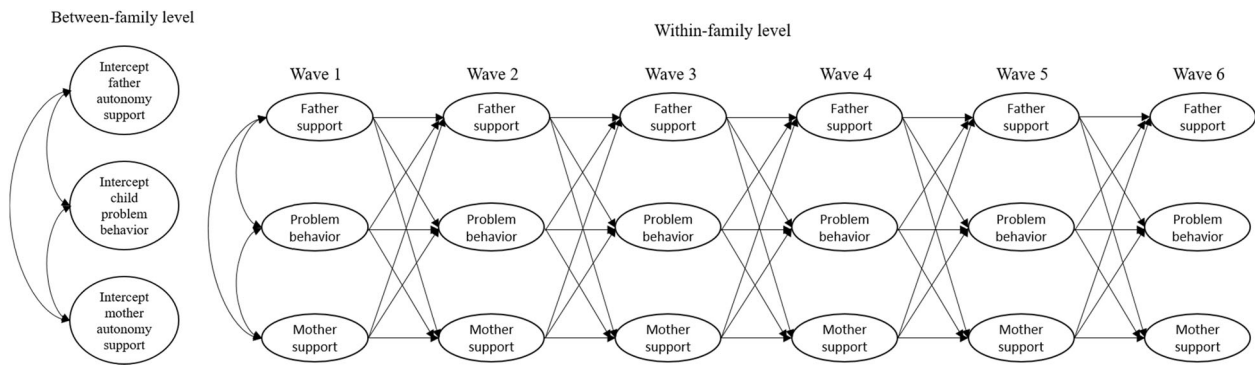 Between-family level
Intercept
father
autonomy
support
Intercept
child
problem
behavior
Intercept
mother
autonomy
support
Within-family level
Wave 1
Wave 2
Wave 3
Wave 4
Wave 5
Wave 6
Father
support
Father
support
Father
support
Father
support
Father
support
Father
support
Problem
behavior
Problem
behavior
Problem
behavior
Problem
behavior
Problem
behavior
Problem
behavior
Mother
support
Mother
support
Mother
support
Mother
support
Mother
support
Mother
support